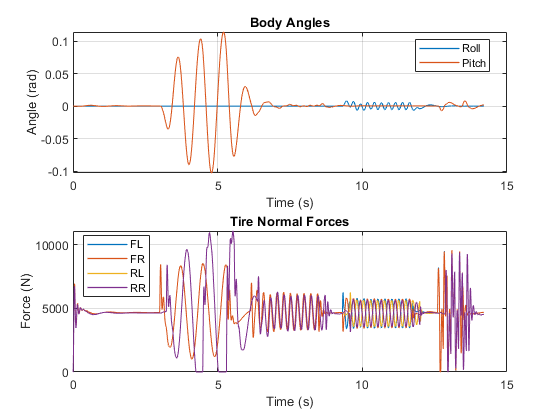 Body Angles
0.1
0.05
0
-0.05
-0.1
Angle (rad)
Roll
Pitch
0
5
10
15
Time (s)
Tire Normal Forces
10000
5000
0
Force (N)
FL
FR
RL
RR
0
5
10
15
Time (s)